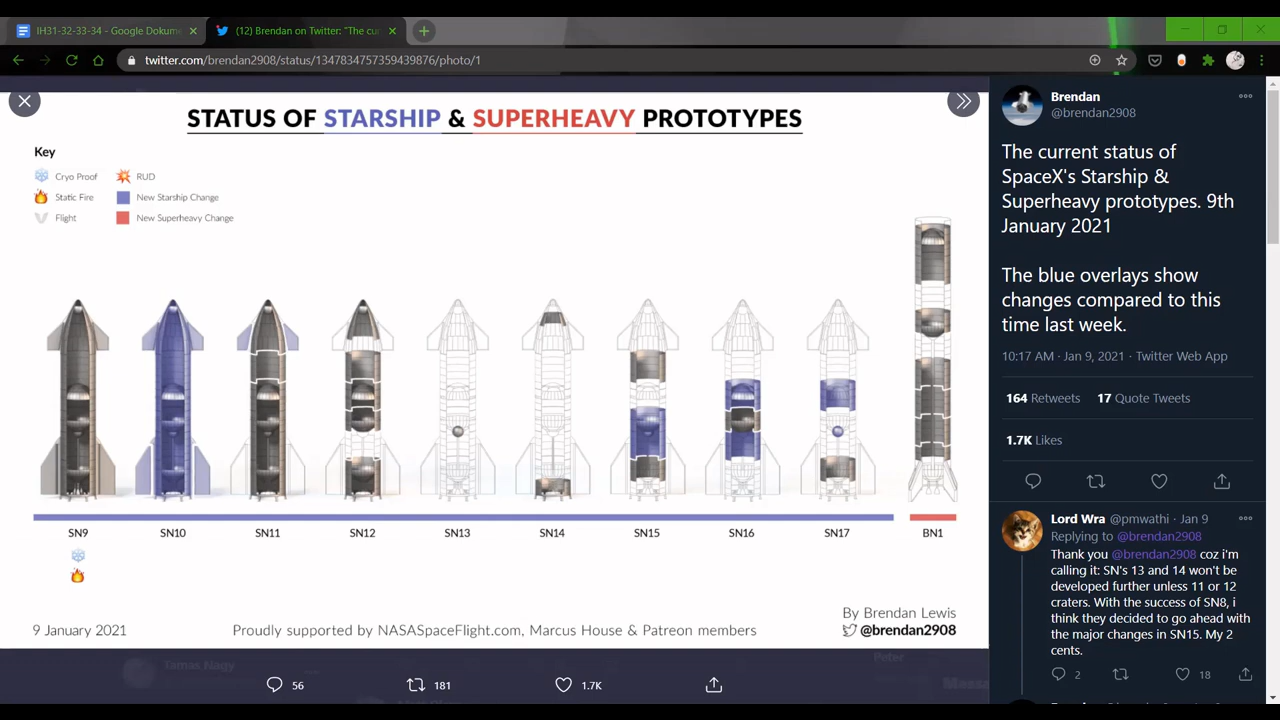 IH31-32-33-34 - Google Dokum
(12) Brendan on Twitter: "The cu
twitter.com/brendan2908/status/1347834757359439876/photo/1
STATUS OF STARSHIP & SUPERHEAVY PROTOTYPES
Key
Cryo Proof
RUD
Static Fire
New Starship Change
Flight
New Superheavy Change
SN9
SN10
SN11
SN12
SN13
SN14
SN15
SN16
SN17
BN1
9 January 2021
Proudly supported by NASASpaceFlight.com, Marcus House & Patreon members
By Brendan Lewis
@brendan2908
Tamas Nagy
Peter
56
181
1.7K
Brendan
@brendan2908
The current status of
SpaceX's Starship &
Superheavy prototypes. 9th
January 2021
The blue overlays show
changes compared to this
time last week.
10:17 AM · Jan 9, 2021 · Twitter Web App
164 Retweets 17 Quote Tweets
1.7K Likes
Lord Wra @pmwathi · Jan 9
Replying to @brendan2908
Thank you @brendan2908 coz i'm
calling it: SN's 13 and 14 won't be
developed further unless 11 or 12
craters. With the success of SN8, i
think they decided to go ahead with
the major changes in SN15. My 2
cents.
2
18